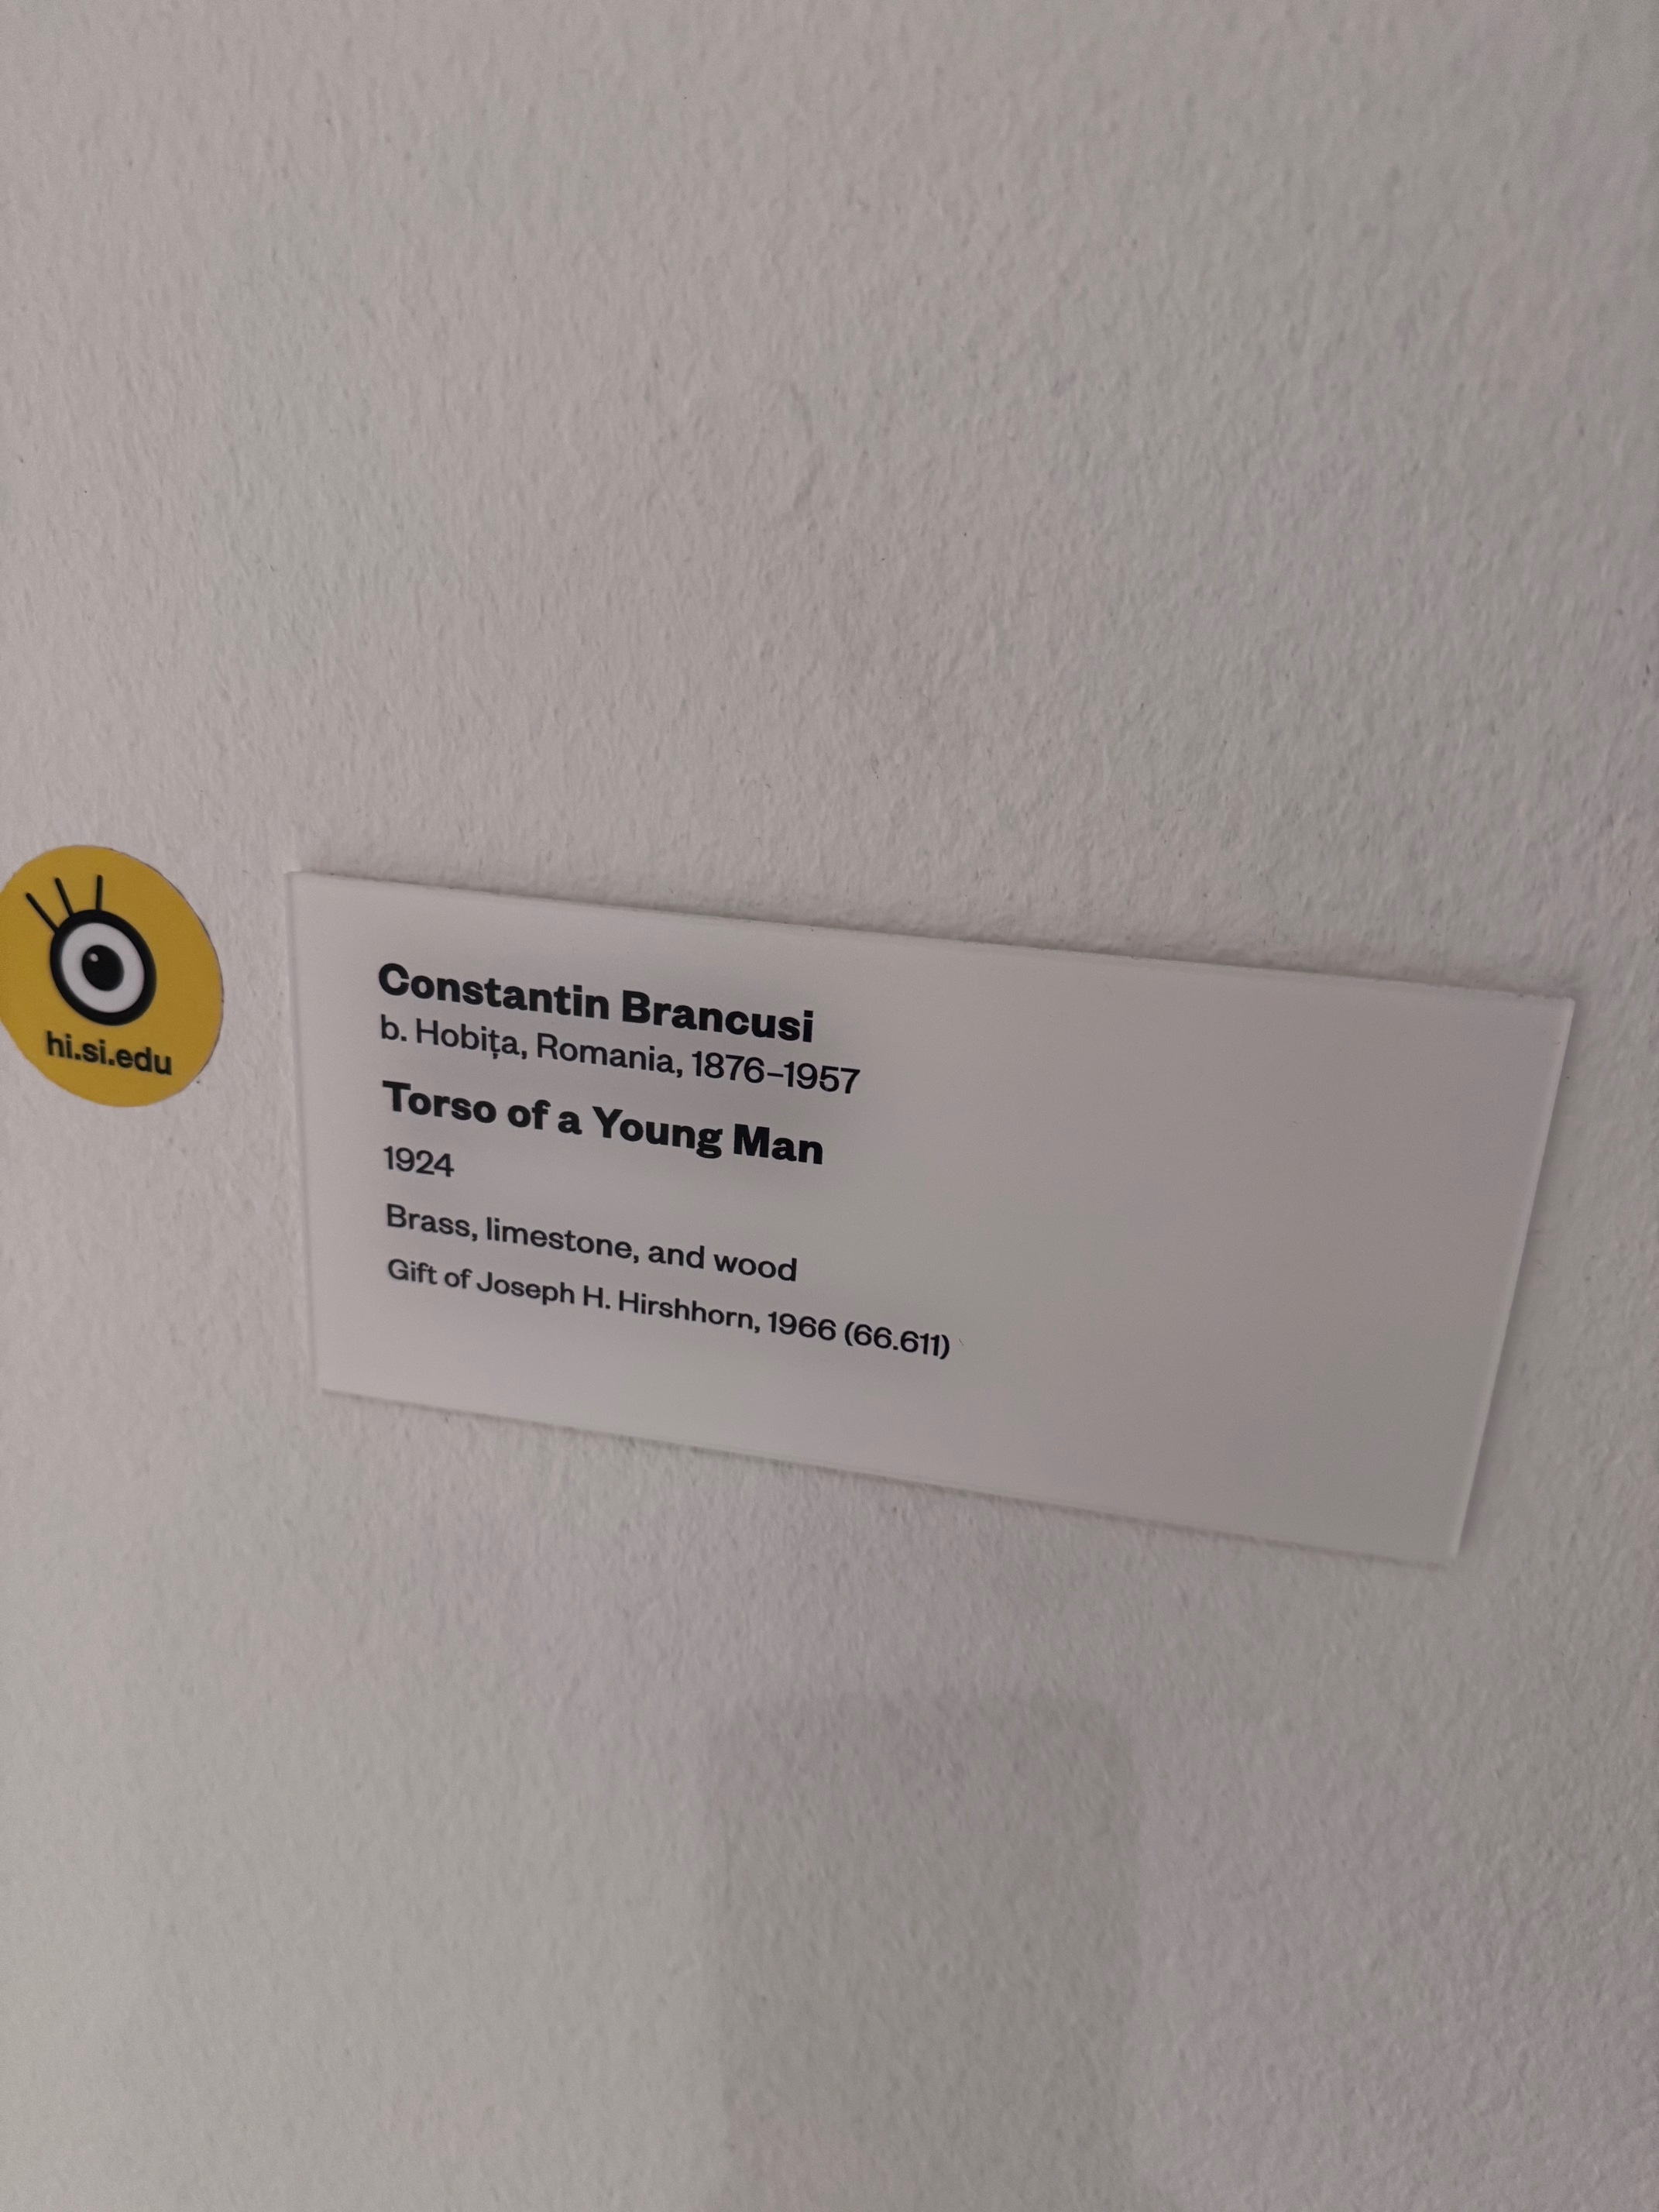 hi.si.edu
Constantin Brancusi
b. Hobița, Romania, 1876–1957
Torso of a Young Man
1924
Brass, limestone, and wood
Gift of Joseph H. Hirshhorn, 1966 (66.611)